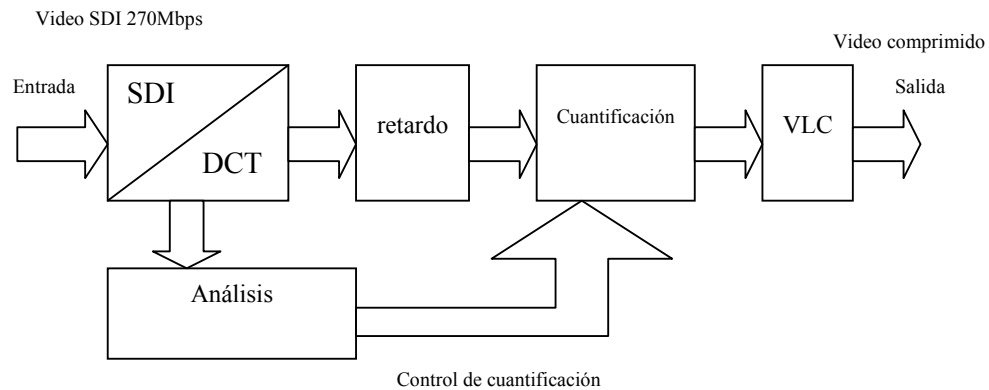 Video SDI 270Mbps
Video comprimido
Entrada
Salida
SDI
DCT
retardo
Cuantificación
VLC
Análisis
Control de cuantificación